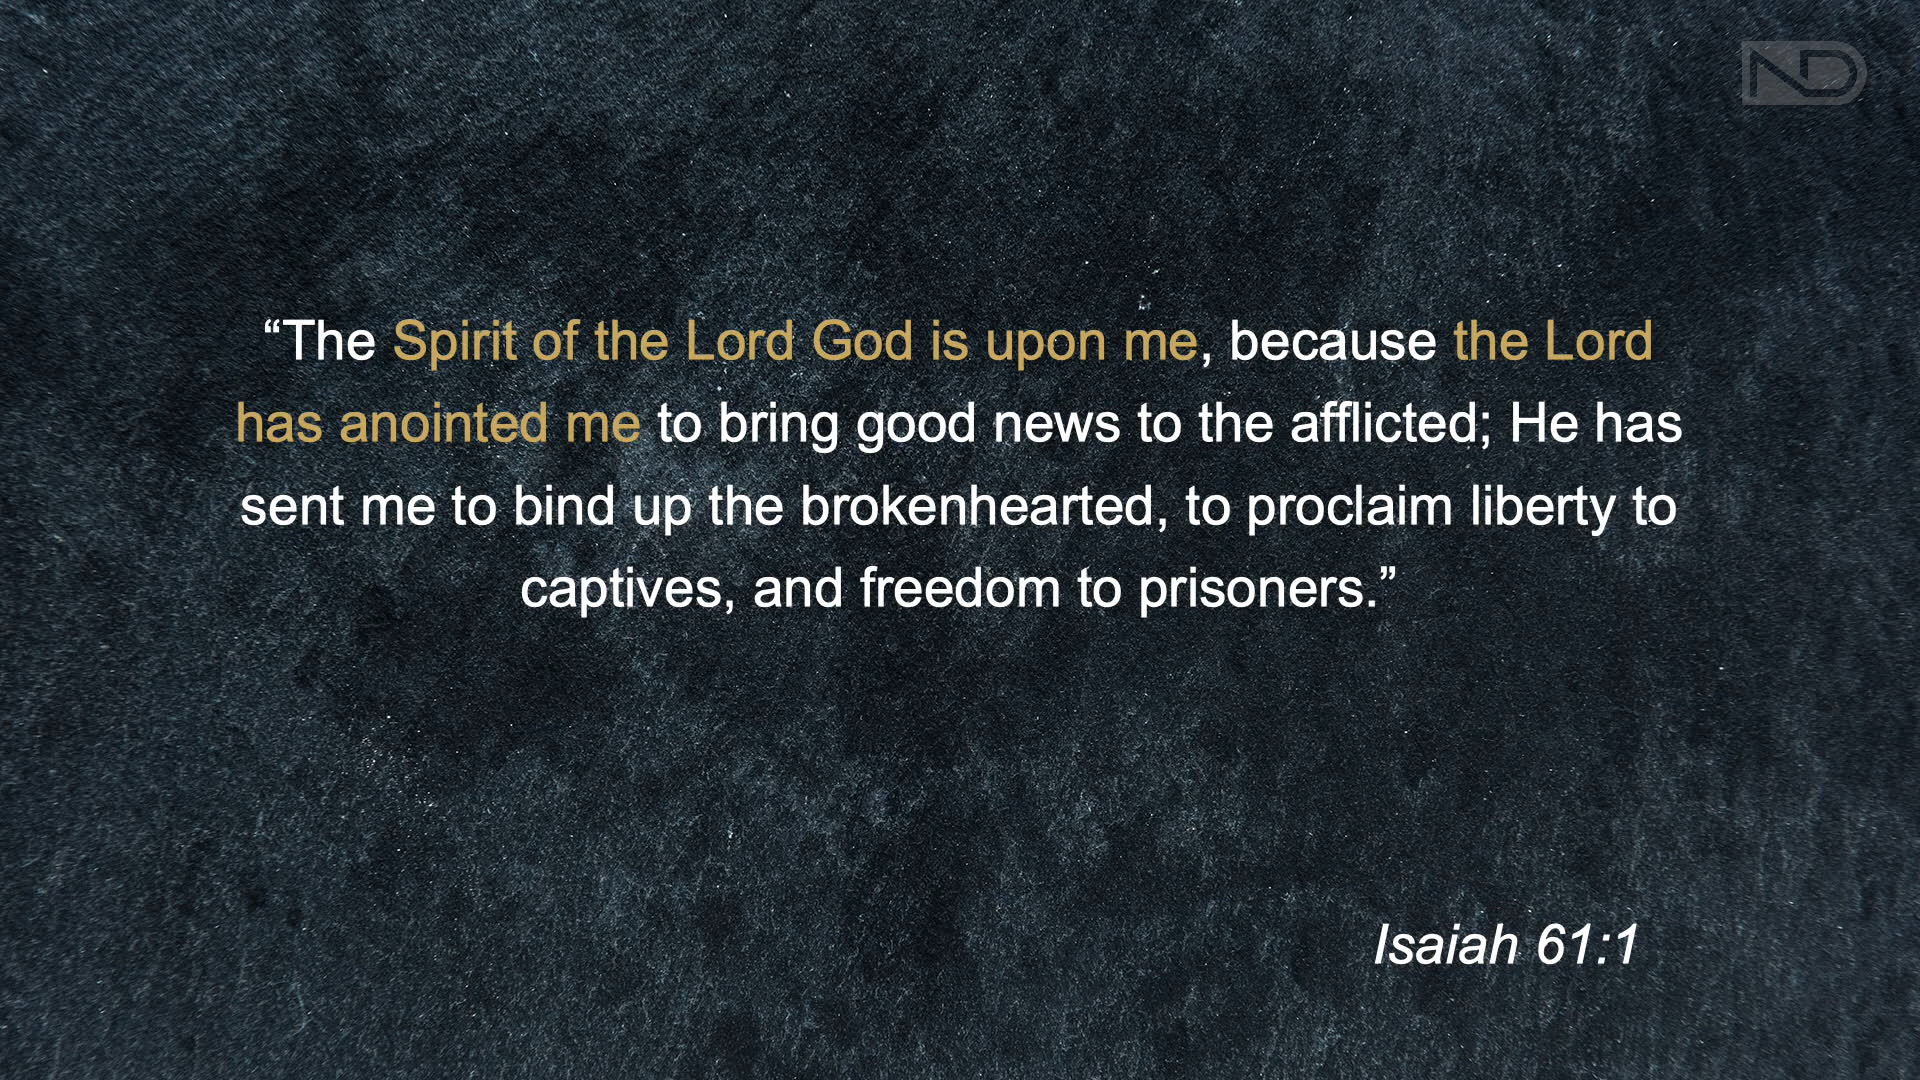 ND
“The Spirit of the Lord God is upon me, because the Lord
has anointed me to bring good news to the afflicted; He has
sent me to bind up the brokenhearted, to proclaim liberty to
captives, and freedom to prisoners.”
Isaiah 61:1